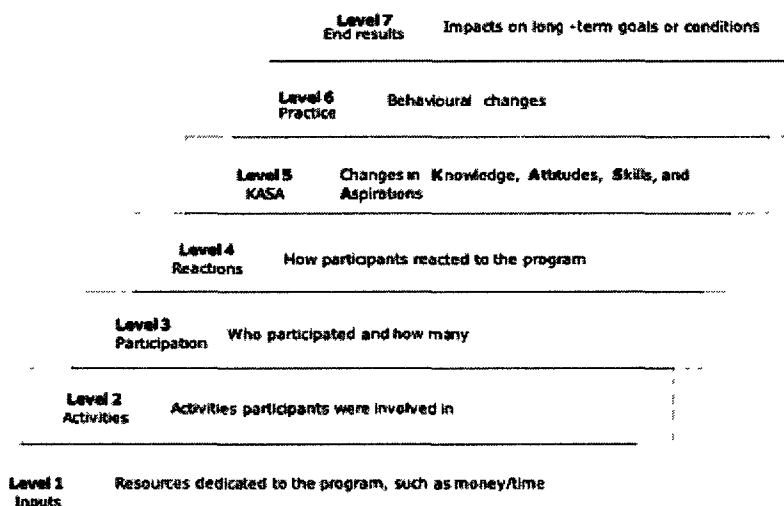 Level 7 Impacts on long-term goals or conditions
End results
Level 6 Behavioural changes
Practice
Level 5 Changes in Knowledge, Attitudes, Skills, and
KASA Aspirations
Level 4 How participants reacted to the program
Reactions
Level 3 Who participated and how many
Participation
Level 2 Activities participants were involved in
Activities
Level 1 Resources dedicated to the program, such as money/time
Inputs